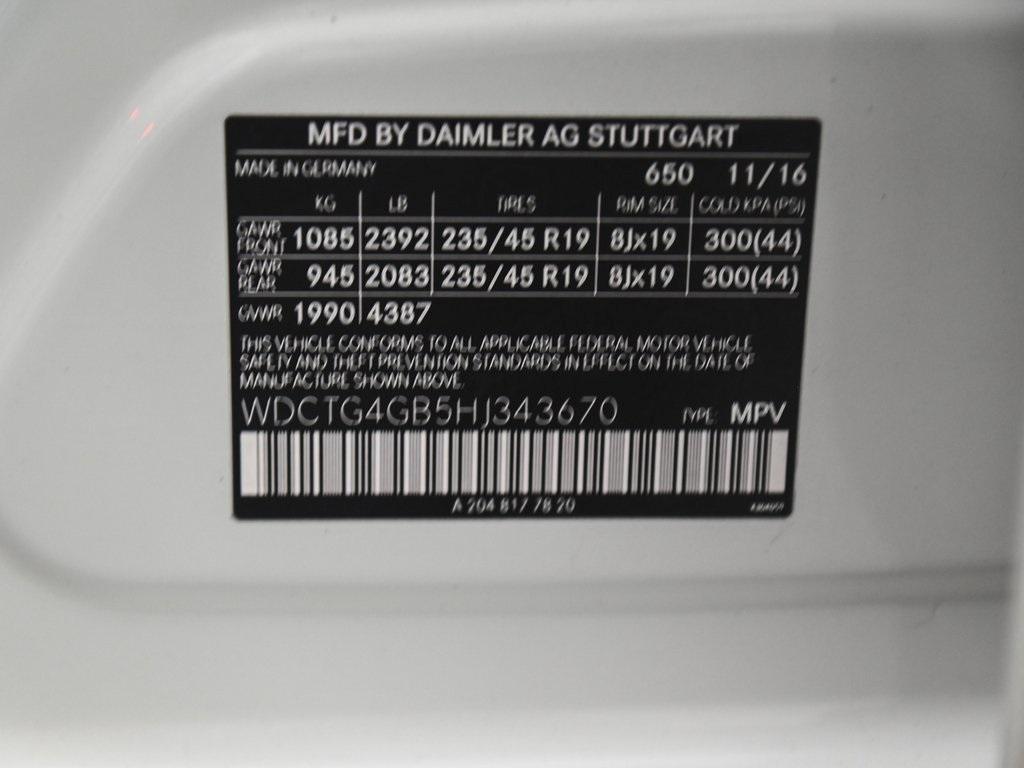 MFD BY DAIMLER AG STUTTGART
MADE IN GERMANY 650 11/16
KG LB TIRES RIM SIZE COLD KPA (PSI)
GAWR FRONT 1085 2392 235/45 R19 8Jx19 300(44)
GAWR REAR 945 2083 235/45 R19 8Jx19 300(44)
GVWR 1990 4387
THIS VEHICLE CONFORMS TO ALL APPLICABLE FEDERAL MOTOR VEHICLE
SAFETY AND THEFT PREVENTION STANDARDS IN EFFECT ON THE DATE OF
MANUFACTURE SHOWN ABOVE.
WDCTG4GB5HJ343670 TYPE: MPV
A 204 817 78 20